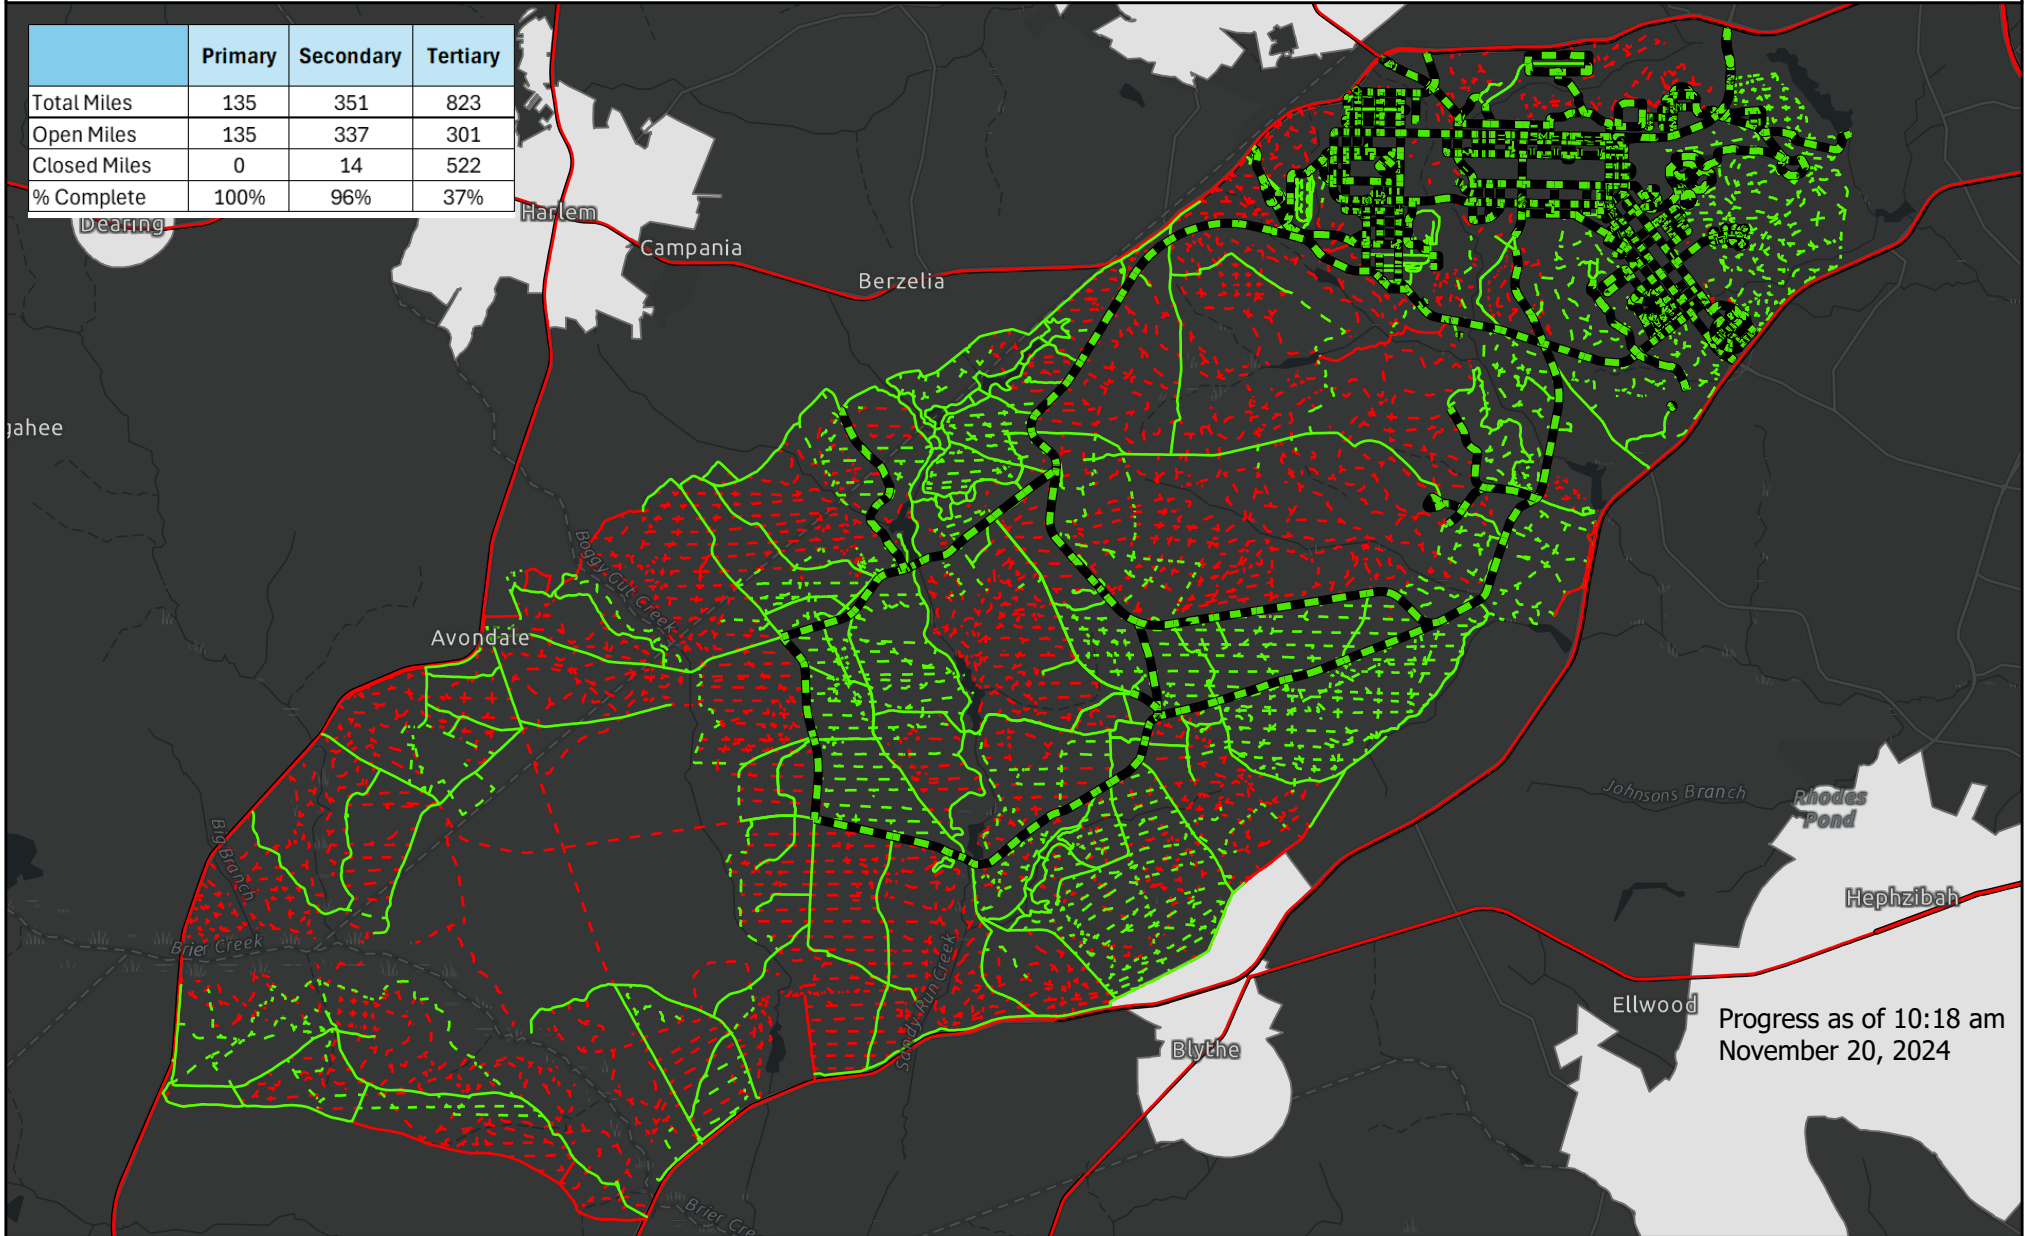 Primary Secondary Tertiary
Total Miles 135 351 823
Open Miles 135 337 301
Closed Miles 0 14 522
% Complete 100% 96% 37%
Dearing
Harlem
Campania
Berzelia
gahee
Boggy Gut Creek
Avondale
Johnsons Branch
Rhodes
Pond
Big Branch
Hephzibah
Brier Creek
Sandy Run Creek
Ellwood
Progress as of 10:18 am
November 20, 2024
Blythe
Brier Cre